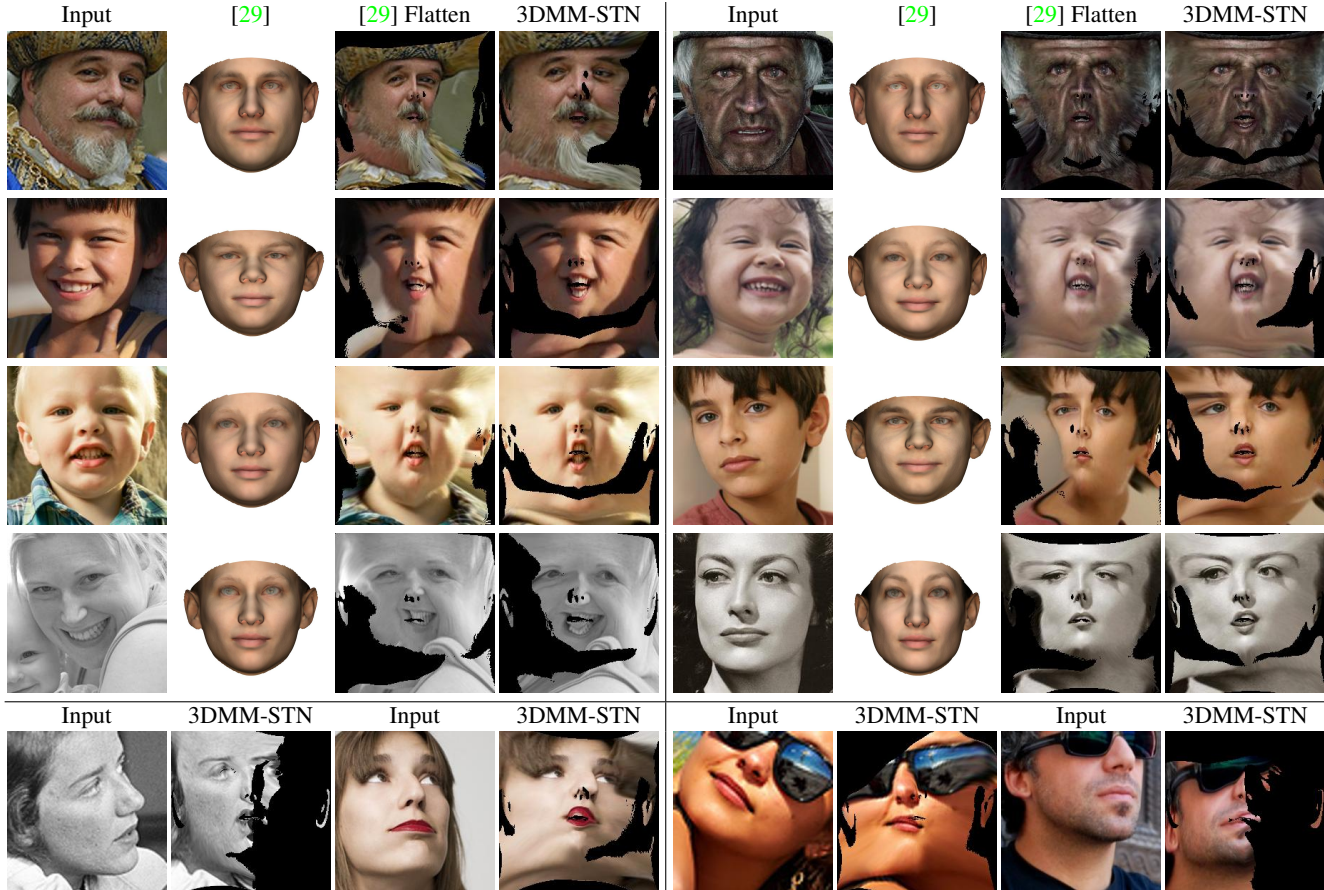 Input [29] [29] Flatten 3DMM-STN Input [29] [29] Flatten 3DMM-STN
Input 3DMM-STN Input 3DMM-STN Input 3DMM-STN Input 3DMM-STN